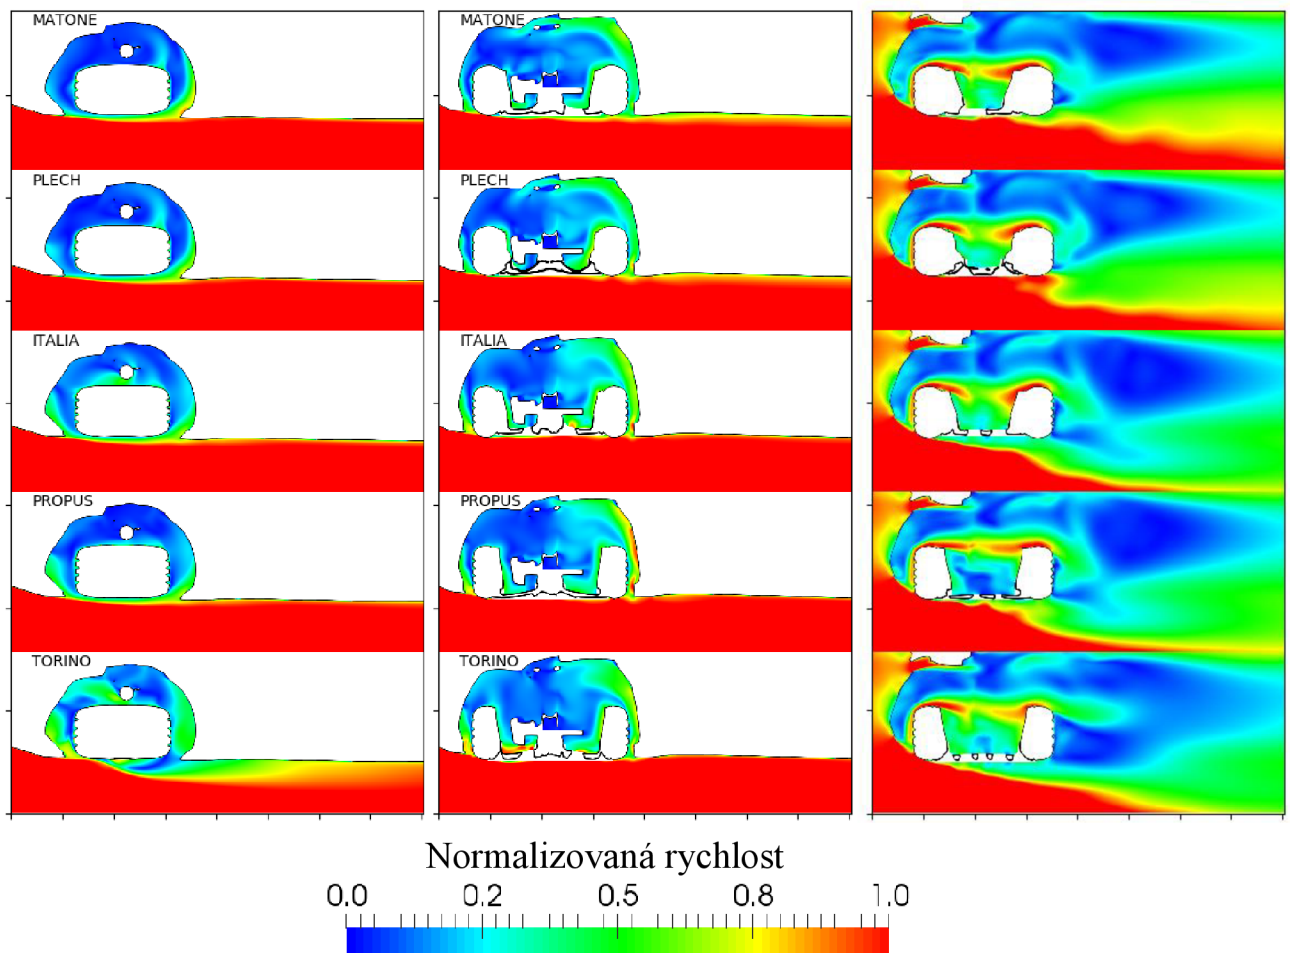 MATONE MATONE
PLECH PLECH
ITALIA ITALIA
PROPUS PROPUS
TORINO TORINO
Normalizovaná rychlost
0.0 0.2 0.5 0.8 1.0